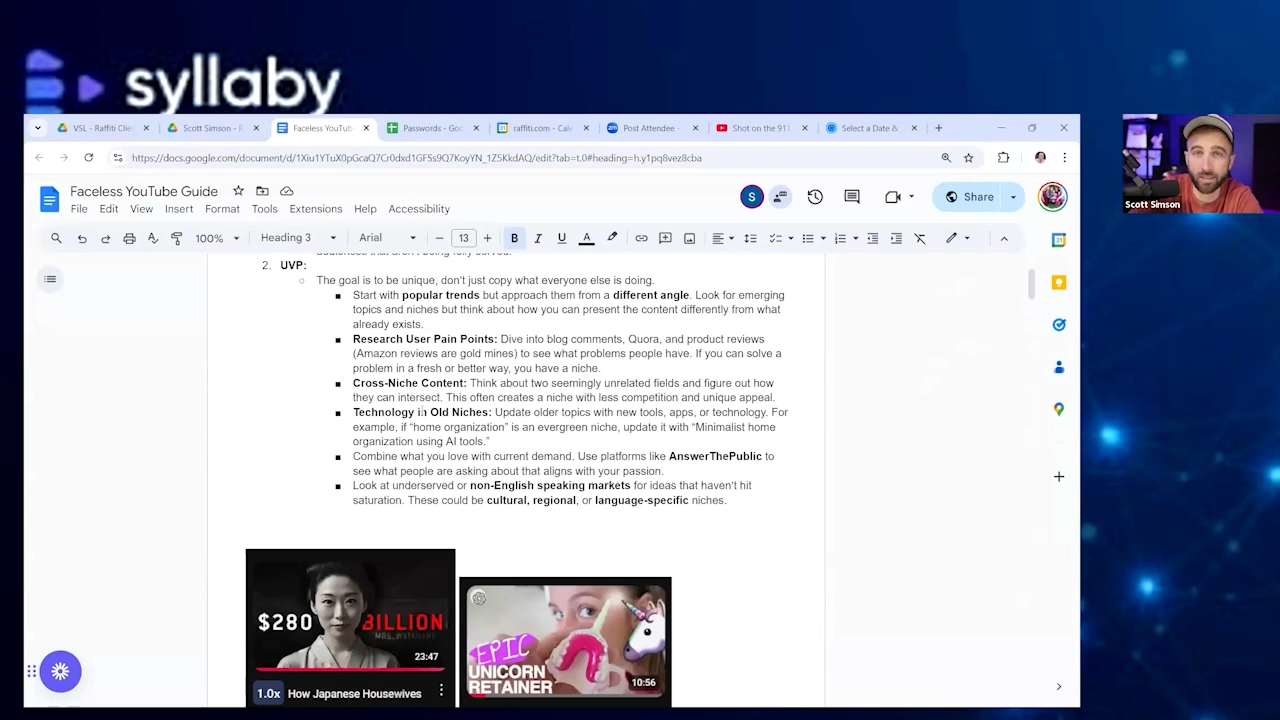 syllaby
VSL - Raffiti Clie
Scott Simson - R
Faceless YouTub
Passwords - Goo
raffiti.com - Cale
Post Attendee -
Shot on the 911
Select a Date &
https://docs.google.com/document/d/1Xiu1YTuX0pGcaQ7Cr0dxd1GFSs9Q7KoyYN_1Z5KkdAQ/edit?tab=t.0#heading=h.y1pq8vez8cba
Faceless YouTube Guide
File Edit View Insert Format Tools Extensions Help Accessibility
S
Share
100% Heading 3 Arial 13 B I U A
Scott Simson
2. UVP:
The goal is to be unique, don't just copy what everyone else is doing.
Start with popular trends but approach them from a different angle. Look for emerging
topics and niches but think about how you can present the content differently from what
already exists.
Research User Pain Points: Dive into blog comments, Quora, and product reviews
(Amazon reviews are gold mines) to see what problems people have. If you can solve a
problem in a fresh or better way, you have a niche.
Cross-Niche Content: Think about two seemingly unrelated fields and figure out how
they can intersect. This often creates a niche with less competition and unique appeal.
Technology in Old Niches: Update older topics with new tools, apps, or technology. For
example, if "home organization" is an evergreen niche, update it with "Minimalist home
organization using AI tools."
Combine what you love with current demand. Use platforms like AnswerThePublic to
see what people are asking about that aligns with your passion.
Look at underserved or non-English speaking markets for ideas that haven't hit
saturation. These could be cultural, regional, or language-specific niches.
$280 BILLION
MRS. WATANABE
23:47
1.0x How Japanese Housewives
EPIC
UNICORN
RETAINER
10:56